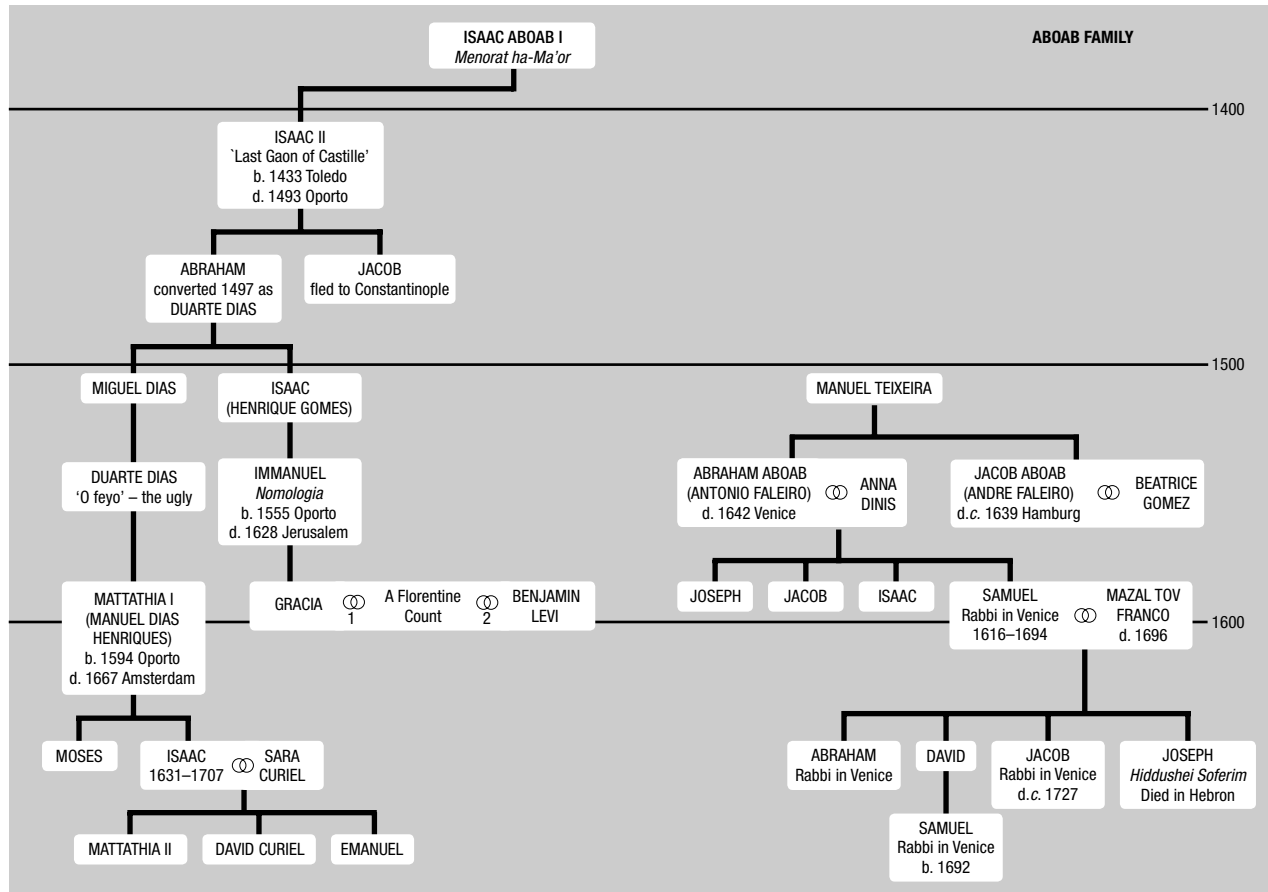 ISAAC ABOAB I
Menorat ha-Ma'or
ABOAB FAMILY
1400
ISAAC II
`Last Gaon of Castille'
b. 1433 Toledo
d. 1493 Oporto
ABRAHAM
converted 1497 as
DUARTE DIAS
JACOB
fled to Constantinople
1500
MIGUEL DIAS
ISAAC
(HENRIQUE GOMES)
MANUEL TEIXEIRA
DUARTE DIAS
'O feyo' – the ugly
IMMANUEL
Nomologia
b. 1555 Oporto
d. 1628 Jerusalem
ABRAHAM ABOAB
(ANTONIO FALEIRO)
d. 1642 Venice
ANNA
DINIS
JACOB ABOAB
(ANDRE FALEIRO)
d.c. 1639 Hamburg
BEATRICE
GOMEZ
MATTATHIA I
(MANUEL DIAS
HENRIQUES)
b. 1594 Oporto
d. 1667 Amsterdam
GRACIA
1
A Florentine
Count
2
BENJAMIN
LEVI
JOSEPH
JACOB
ISAAC
SAMUEL
Rabbi in Venice
1616–1694
MAZAL TOV
FRANCO
d. 1696
1600
MOSES
ISAAC
1631–1707
SARA
CURIEL
ABRAHAM
Rabbi in Venice
DAVID
JACOB
Rabbi in Venice
d.c. 1727
JOSEPH
Hiddushei Soferim
Died in Hebron
MATTATHIA II
DAVID CURIEL
EMANUEL
SAMUEL
Rabbi in Venice
b. 1692